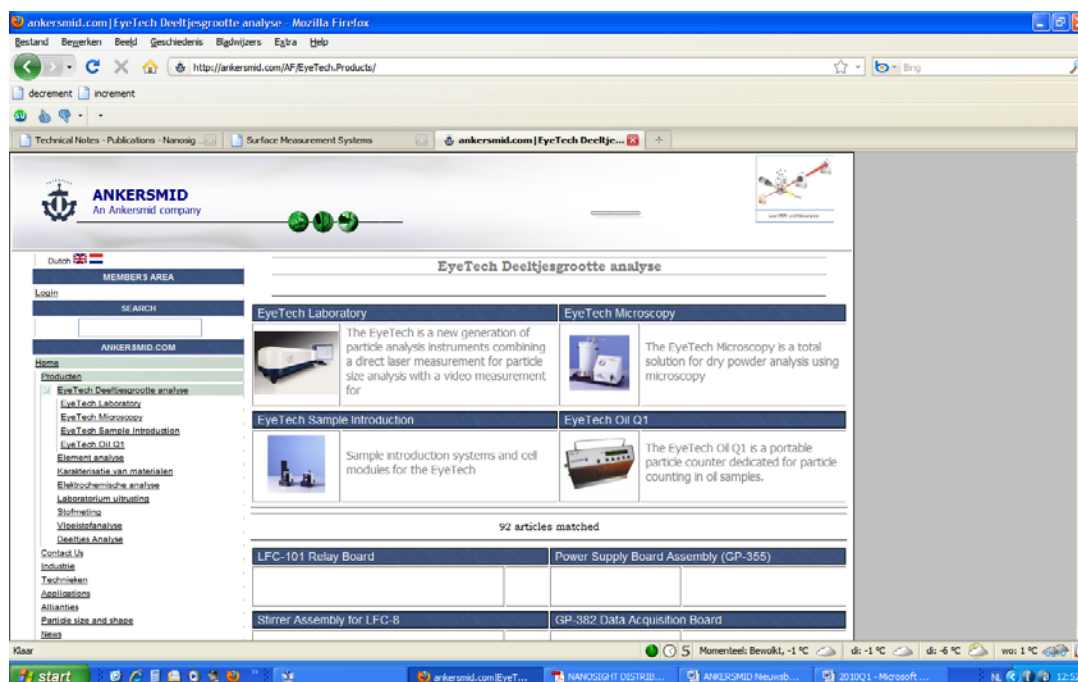 ankersmid.com | EyeTech Deeltjesgrootte analyse - Mozilla Firefox
Bestand Bewerken Beeld Geschiedenis Bladwijzers Extra Help
http://ankersmid.com/AF/EyeTech.Products/
Bing
decrement increment
Technical Notes - Publications - Nanosig...
Surface Measurement Systems
ankersmid.com | EyeTech Deeltje...
ANKERSMID
An Ankersmid company
Dutch
MEMBERS AREA
Login
SEARCH
ANKERSMID.COM
Home
Producten
EyeTech Deeltjesgrootte analyse
EyeTech Laboratory
EyeTech Microscopy
EyeTech Sample Introduction
EyeTech Oil Q1
Element analyse
Karakterisatie van materialen
Elektrochemische analyse
Laboratorium uitrusting
Stofmeting
Vloeistofanalyse
Deeltjes Analyse
Contact Us
Industrie
Technieken
Applications
Allianties
Particle size and shape
News
EyeTech Deeltjesgrootte analyse
EyeTech Laboratory
The EyeTech is a new generation of
particle analysis instruments combining
a direct laser measurement for particle
size analysis with a video measurement
for
EyeTech Microscopy
The EyeTech Microscopy is a total
solution for dry powder analysis using
microscopy
EyeTech Sample Introduction
Sample introduction systems and cell
modules for the EyeTech
EyeTech Oil Q1
The EyeTech Oil Q1 is a portable
particle counter dedicated for particle
counting in oil samples.
92 articles matched
LFC-101 Relay Board
Power Supply Board Assembly (GP-355)
Stirrer Assembly for LFC-8
GP-382 Data Acquisition Board
Klaar
5 Momenteel: Bewolkt, -1 °C di: -1 °C di: -6 °C wo: 1 °C
start
ankersmid.com | EyeT...
NANOSIGHT DISTRIB...
ANKERSMID Nieuwsb...
2010Q1 - Microsoft ...
NL
12:52